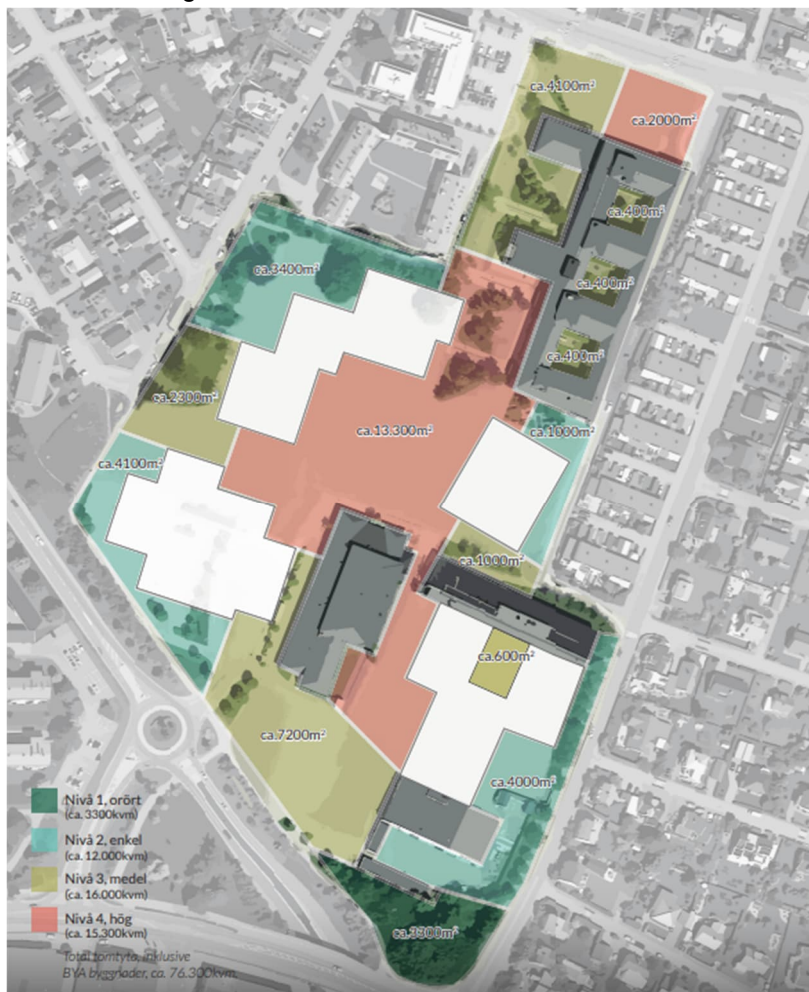 ca.4100m²
ca.2000m²
ca.400m²
ca.3400m²
ca.400m²
ca.400m²
ca.2300m²
ca.13.300m²
ca.1000m²
ca.4100m²
ca.1000m²
ca.600m²
ca.7200m²
ca.4000m²
Nivå 1, orört
(ca. 3300kvm)
Nivå 2, enkel
(ca. 12.000kvm)
Nivå 3, medel
(ca. 16.000kvm)
Nivå 4, hög
(ca. 15.300kvm)
ca.3300m²
Total tomtyta, inklusive
BYA byggnader, ca. 76.300kvm.